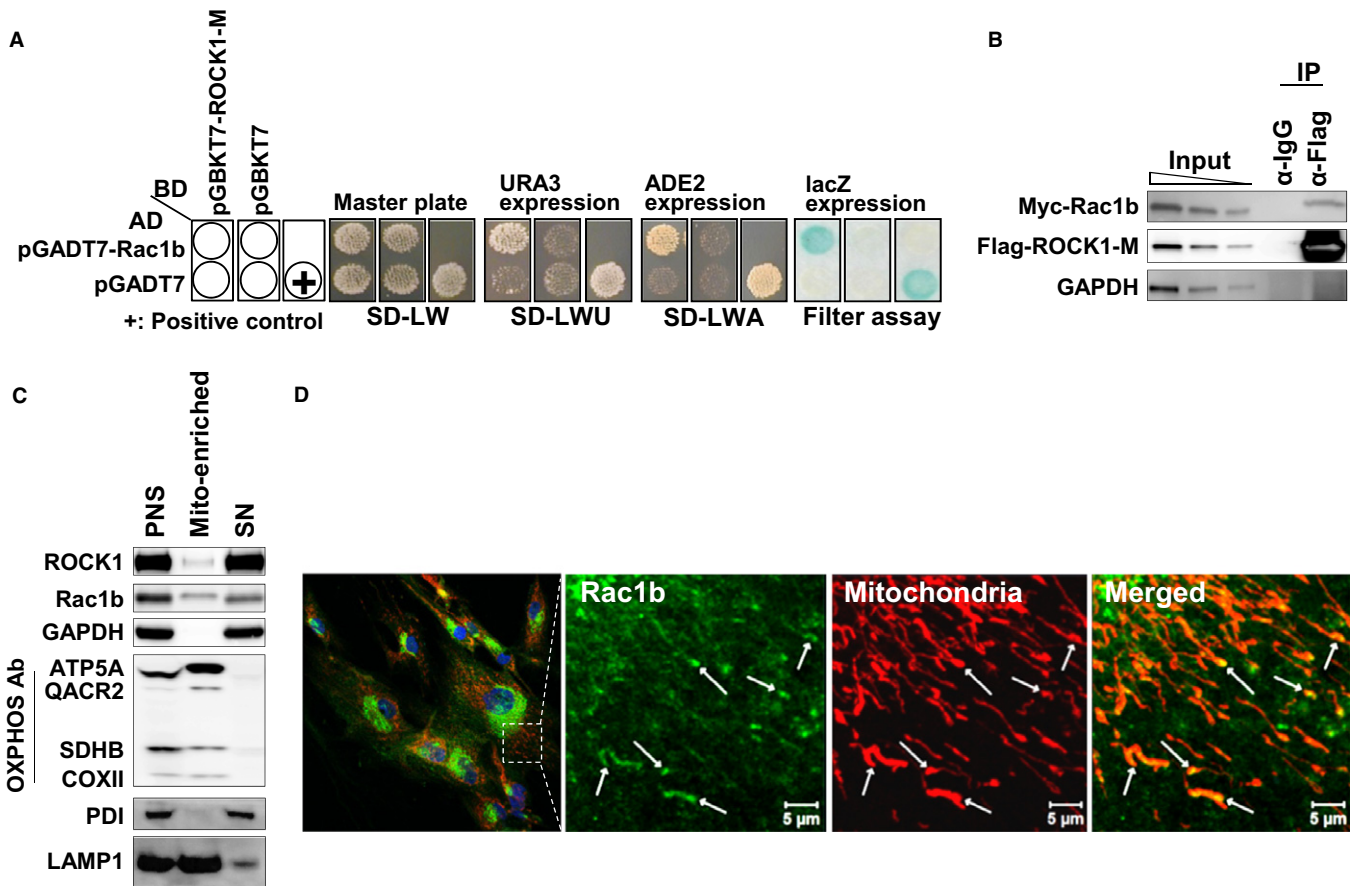 A
pGBKT7-ROCK1-M
pGBKT7
BD
AD
pGADT7-Rac1b
pGADT7
+
+: Positive control
Master plate
URA3
expression
ADE2
expression
lacZ
expression
SD-LW
SD-LWU
SD-LWA
Filter assay
B
IP
Input
α-IgG
α-Flag
Myc-Rac1b
Flag-ROCK1-M
GAPDH
C
PNS
Mito-enriched
SN
ROCK1
Rac1b
GAPDH
OXPHOS Ab
ATP5A
QACR2
SDHB
COXII
PDI
LAMP1
D
Rac1b
Mitochondria
Merged
5 µm
5 µm
5 µm